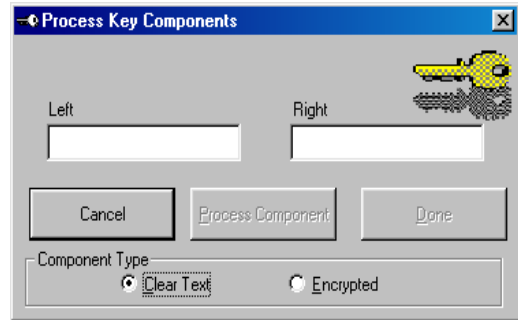 Process Key Components
Left Right
Cancel Process Component Done
Component Type
Clear Text Encrypted